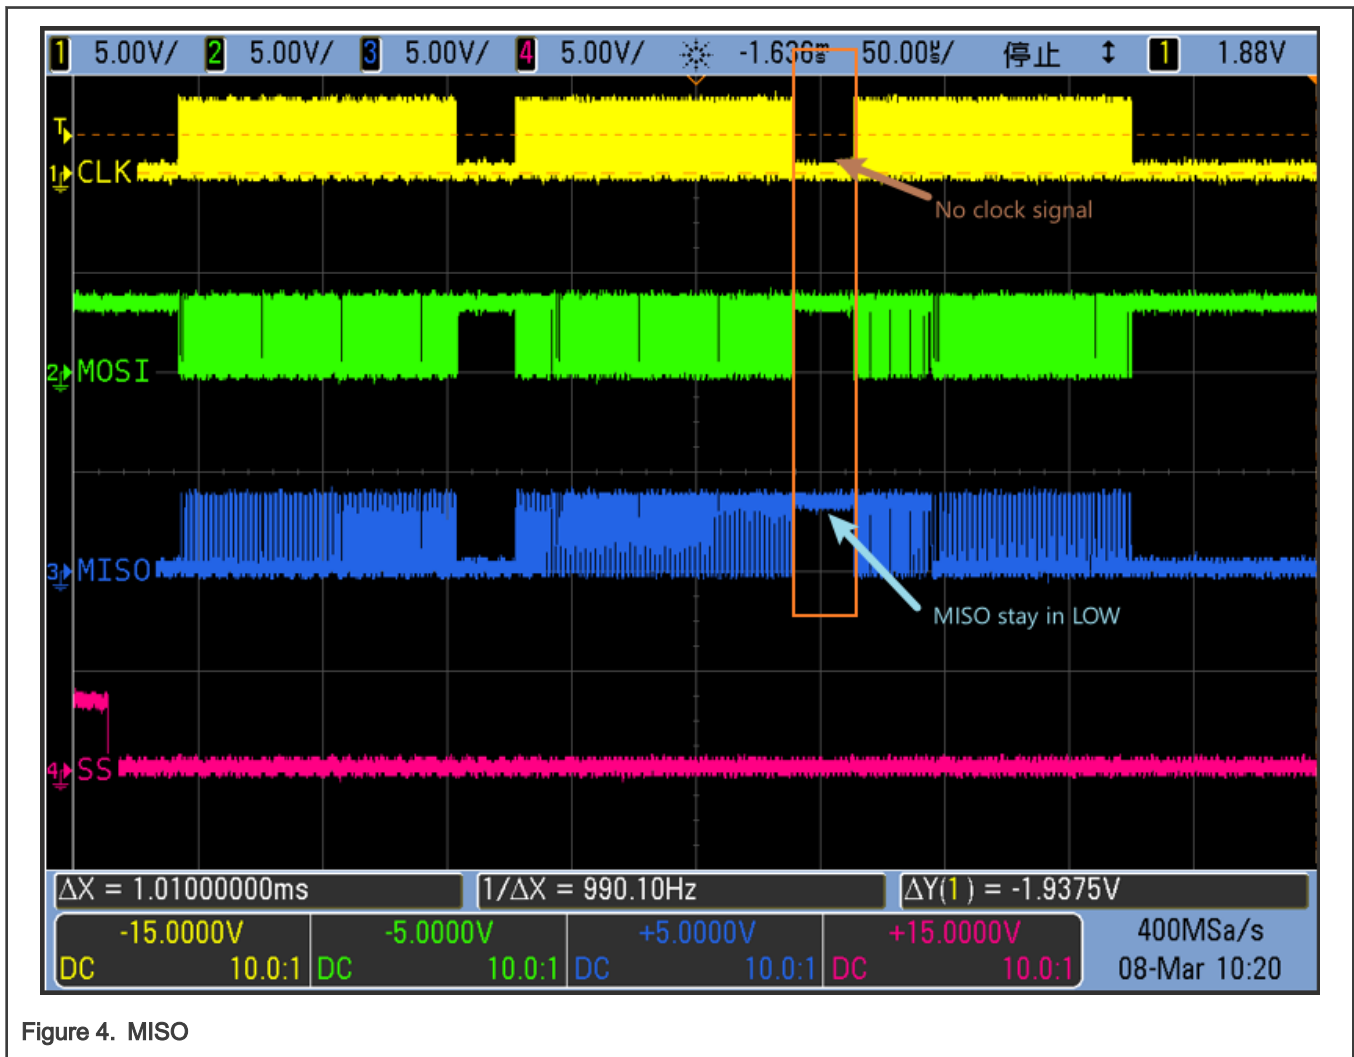 1 5.00V/ 2 5.00V/ 3 5.00V/ 4 5.00V/ -1.636ms 50.00µs/ 停止 1 1.88V
T
1 CLK
No clock signal
2 MOSI
3 MISO
MISO stay in LOW
4 SS
ΔX = 1.01000000ms 1/ΔX = 990.10Hz ΔY(1) = -1.9375V
-15.0000V -5.0000V +5.0000V +15.0000V 400MSa/s
DC 10.0:1 DC 10.0:1 DC 10.0:1 DC 10.0:1 08-Mar 10:20
Figure 4. MISO